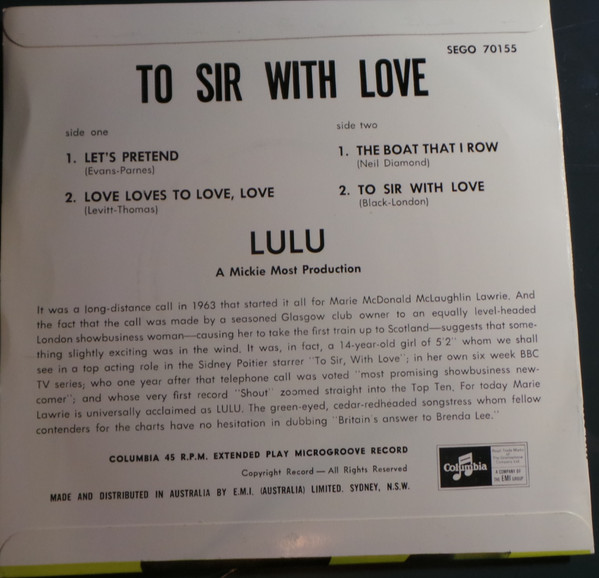 SEGO 70155
TO SIR WITH LOVE
side one
1. LET'S PRETEND
(Evans-Parnes)
2. LOVE LOVES TO LOVE, LOVE
(Levitt-Thomas)
side two
1. THE BOAT THAT I ROW
(Neil Diamond)
2. TO SIR WITH LOVE
(Black-London)
LULU
A Mickie Most Production
It was a long-distance call in 1963 that started it all for Marie McDonald McLaughlin Lawrie. And
the fact that the call was made by a seasoned Glasgow club owner to an equally level-headed
London showbusiness woman—causing her to take the first train up to Scotland—suggests that some-
thing slightly exciting was in the wind. It was, in fact, a 14-year-old girl of 5'2" whom we shall
see in a top acting role in the Sidney Poitier starrer "To Sir, With Love"; in her own six week BBC
TV series; who one year after that telephone call was voted "most promising showbusiness new-
comer"; and whose very first record "Shout" zoomed straight into the Top Ten. For today Marie
Lawrie is universally acclaimed as LULU. The green-eyed, cedar-redheaded songstress whom fellow
contenders for the charts have no hesitation in dubbing "Britain's answer to Brenda Lee."
COLUMBIA 45 R.P.M. EXTENDED PLAY MICROGROOVE RECORD
Copyright Record — All Rights Reserved
MADE AND DISTRIBUTED IN AUSTRALIA BY E.M.I. (AUSTRALIA) LIMITED, SYDNEY, N.S.W.
Columbia
A COMPANY OF
THE EMI GROUP